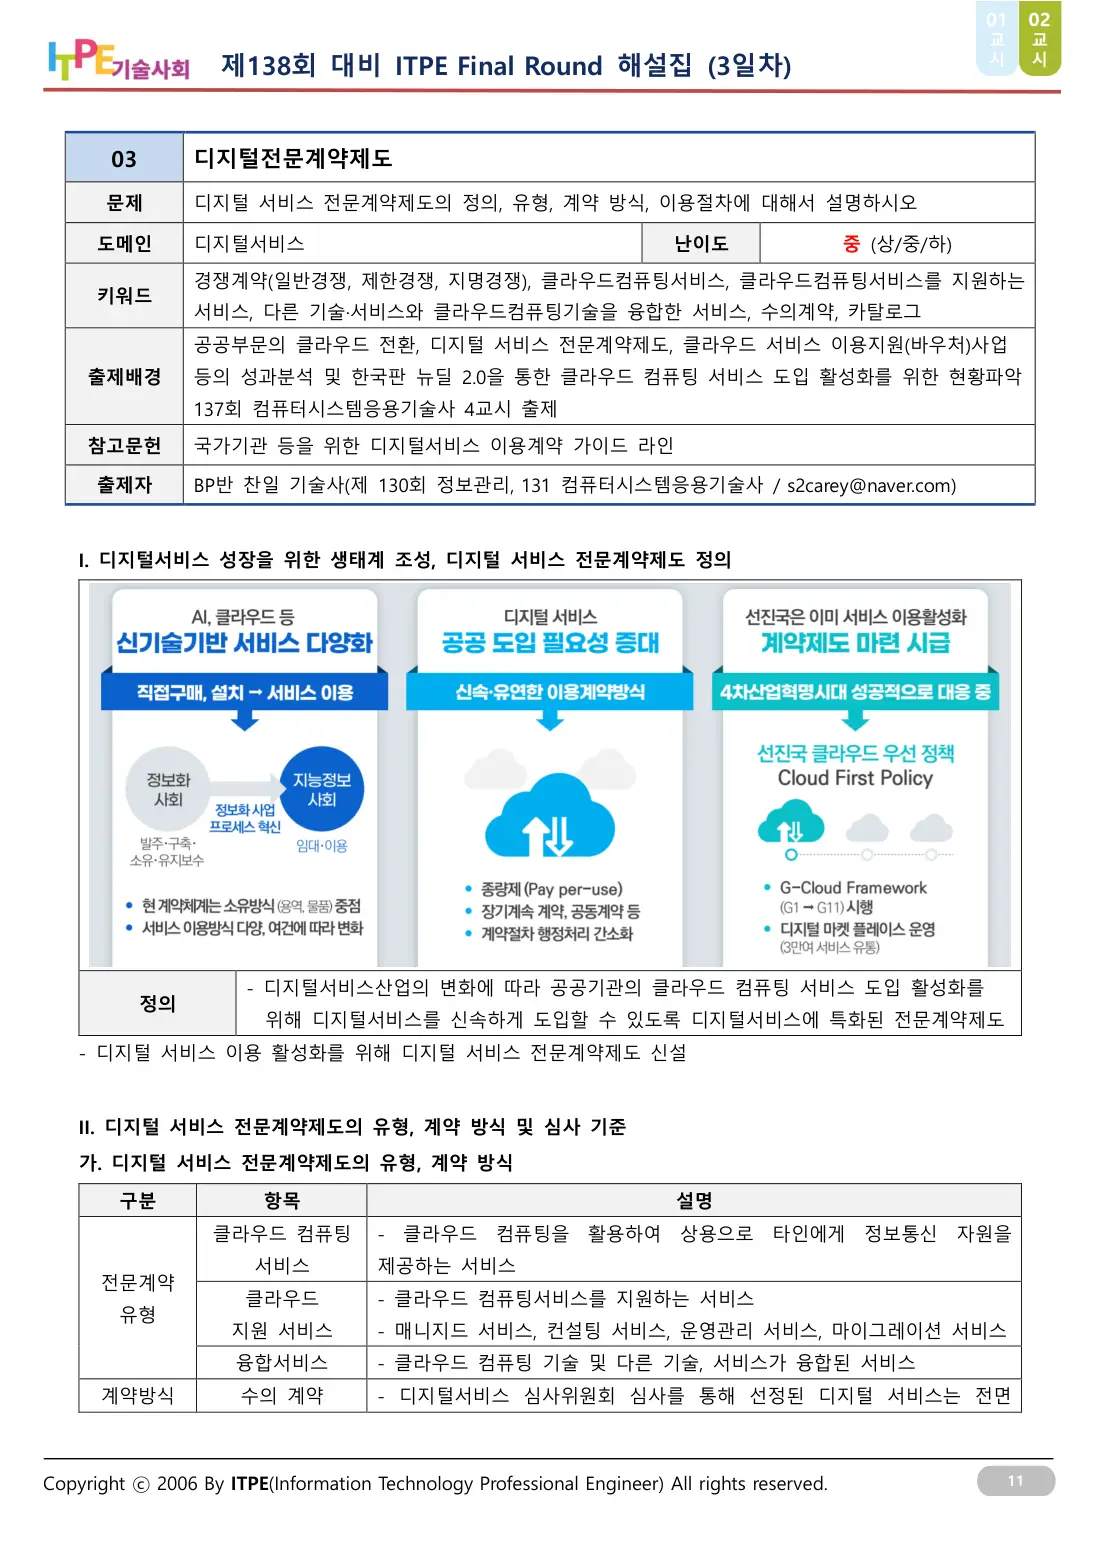 01
교
시
02
교
시
ITPE기술사회 제138회 대비 ITPE Final Round 해설집 (3일차)
03 디지털전문계약제도
문제 디지털 서비스 전문계약제도의 정의, 유형, 계약 방식, 이용절차에 대해서 설명하시오
도메인 디지털서비스 난이도 중 (상/중/하)
키워드 경쟁계약(일반경쟁, 제한경쟁, 지명경쟁), 클라우드컴퓨팅서비스, 클라우드컴퓨팅서비스를 지원하는
서비스, 다른 기술·서비스와 클라우드컴퓨팅기술을 융합한 서비스, 수의계약, 카탈로그
출제배경 공공부문의 클라우드 전환, 디지털 서비스 전문계약제도, 클라우드 서비스 이용지원(바우처)사업
등의 성과분석 및 한국판 뉴딜 2.0을 통한 클라우드 컴퓨팅 서비스 도입 활성화를 위한 현황파악
137회 컴퓨터시스템응용기술사 4교시 출제
참고문헌 국가기관 등을 위한 디지털서비스 이용계약 가이드 라인
출제자 BP반 찬일 기술사(제 130회 정보관리, 131 컴퓨터시스템응용기술사 / s2carey@naver.com)
I. 디지털서비스 성장을 위한 생태계 조성, 디지털 서비스 전문계약제도 정의
AI, 클라우드 등
신기술기반 서비스 다양화
직접구매, 설치 → 서비스 이용
정보화
사회
지능정보
사회
정보화 사업
프로세스 혁신
발주·구축·
소유·유지보수
임대·이용
• 현 계약체계는 소유방식 (용역, 물품) 중점
• 서비스 이용방식 다양, 여건에 따라 변화
디지털 서비스
공공 도입 필요성 증대
신속·유연한 이용계약방식
• 종량제 (Pay per-use)
• 장기계속 계약, 공동계약 등
• 계약절차 행정처리 간소화
선진국은 이미 서비스 이용활성화
계약제도 마련 시급
4차산업혁명시대 성공적으로 대응 중
선진국 클라우드 우선 정책
Cloud First Policy
• G-Cloud Framework
(G1 → G11) 시행
• 디지털 마켓 플레이스 운영
(3만여 서비스 유통)
정의 - 디지털서비스산업의 변화에 따라 공공기관의 클라우드 컴퓨팅 서비스 도입 활성화를
위해 디지털서비스를 신속하게 도입할 수 있도록 디지털서비스에 특화된 전문계약제도
- 디지털 서비스 이용 활성화를 위해 디지털 서비스 전문계약제도 신설
II. 디지털 서비스 전문계약제도의 유형, 계약 방식 및 심사 기준
가. 디지털 서비스 전문계약제도의 유형, 계약 방식
구분 항목 설명
전문계약
유형
클라우드 컴퓨팅
서비스
- 클라우드 컴퓨팅을 활용하여 상용으로 타인에게 정보통신 자원을
제공하는 서비스
클라우드
지원 서비스
- 클라우드 컴퓨팅서비스를 지원하는 서비스
- 매니지드 서비스, 컨설팅 서비스, 운영관리 서비스, 마이그레이션 서비스
융합서비스 - 클라우드 컴퓨팅 기술 및 다른 기술, 서비스가 융합된 서비스
계약방식 수의 계약 - 디지털서비스 심사위원회 심사를 통해 선정된 디지털 서비스는 전면
Copyright ⓒ 2006 By ITPE(Information Technology Professional Engineer) All rights reserved.
11